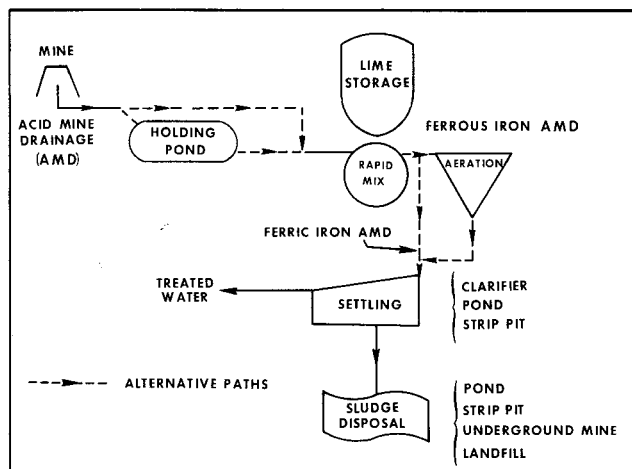 MINE
ACID MINE
DRAINAGE
(AMD)
HOLDING
POND
LIME
STORAGE
RAPID
MIX
FERROUS IRON AMD
AERATION
FERRIC IRON AMD
TREATED
WATER
SETTLING
CLARIFIER
POND
STRIP PIT
ALTERNATIVE PATHS
SLUDGE
DISPOSAL
POND
STRIP PIT
UNDERGROUND MINE
LANDFILL